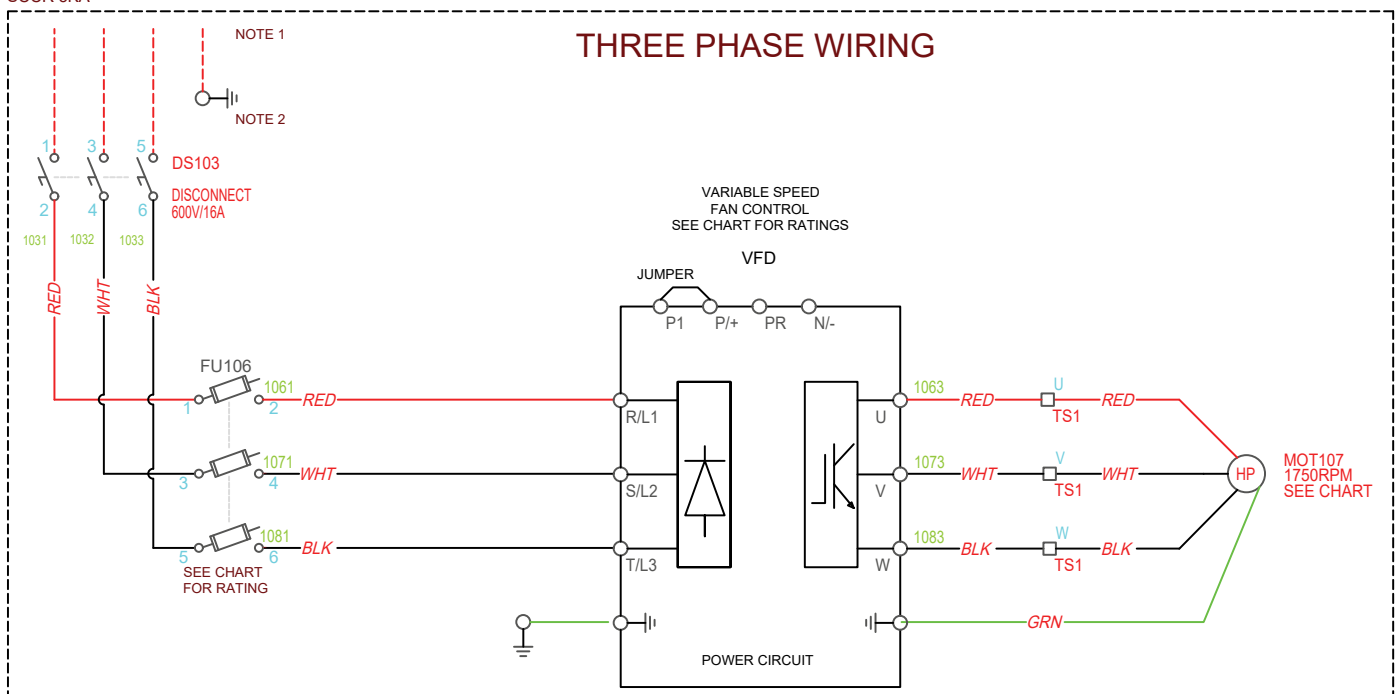 NOTE 1
THREE PHASE WIRING
NOTE 2
1 3 5
DS103
DISCONNECT
600V/16A
2 4 6
1031 1032 1033
RED WHT BLK
VARIABLE SPEED
FAN CONTROL
SEE CHART FOR RATINGS
VFD
JUMPER
P1 P/+ PR N/-
FU106
1061
1 2 RED
R/L1
U
1063
RED
U
TS1
RED
1071
3 4 WHT
S/L2
V
1073
WHT
V
TS1
WHT
HP
MOT107
1750RPM
SEE CHART
1081
5 6 BLK
T/L3
W
1083
BLK
W
TS1
BLK
SEE CHART
FOR RATING
GRN
POWER CIRCUIT